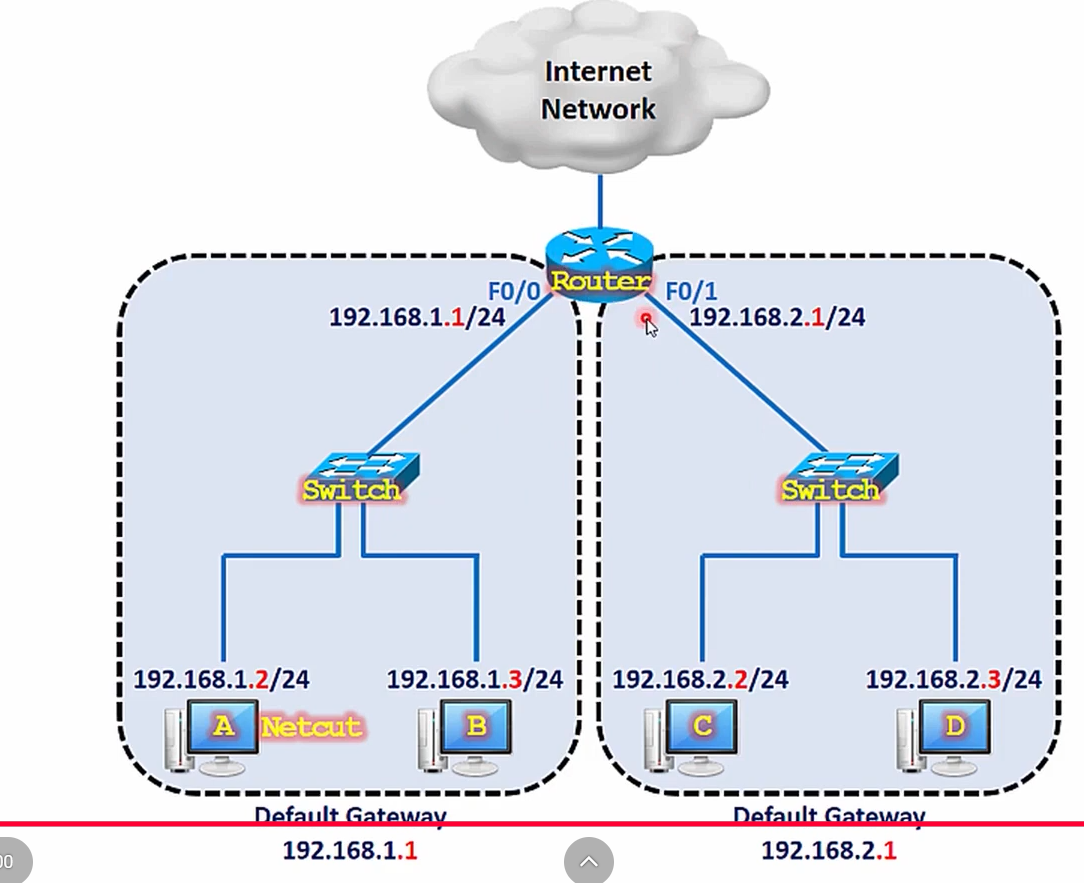 Internet
Network
Router
F0/0
F0/1
192.168.1.1/24
192.168.2.1/24
Switch
Switch
192.168.1.2/24
192.168.1.3/24
192.168.2.2/24
192.168.2.3/24
A
Netcut
B
C
D
Default Gateway
Default Gateway
192.168.1.1
192.168.2.1
00